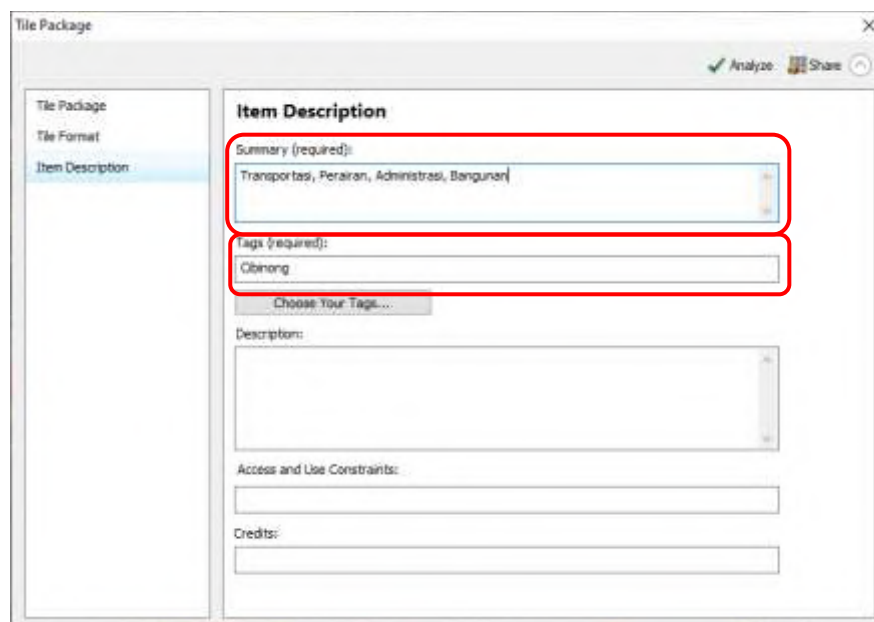 Tile Package
Analyze Share
Tile Package
Tile Format
Item Description
Item Description
Summary (required):
Transportasi, Perairan, Administrasi, Bangunan
Tags (required):
Cibinong
Choose Your Tags...
Description:
Access and Use Constraints:
Credits: